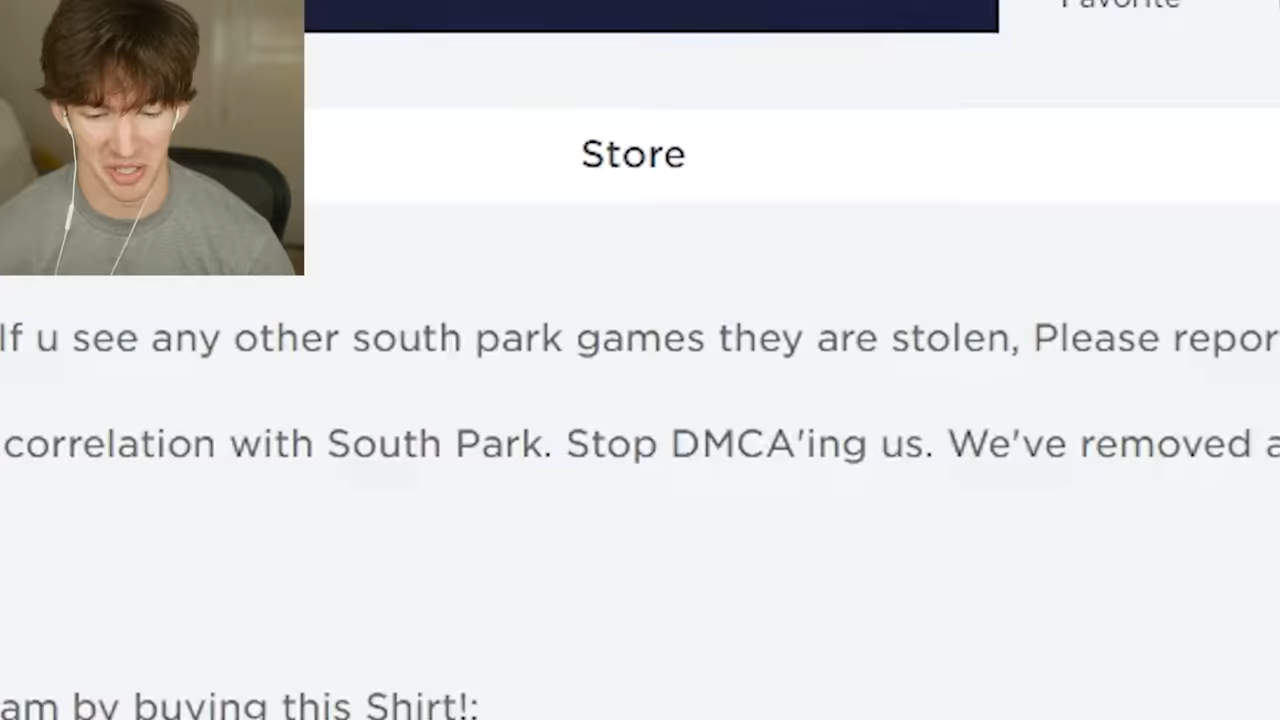 Favorite
Store
If u see any other south park games they are stolen, Please repor
correlation with South Park. Stop DMCA'ing us. We've removed a
am by buying this Shirt!: